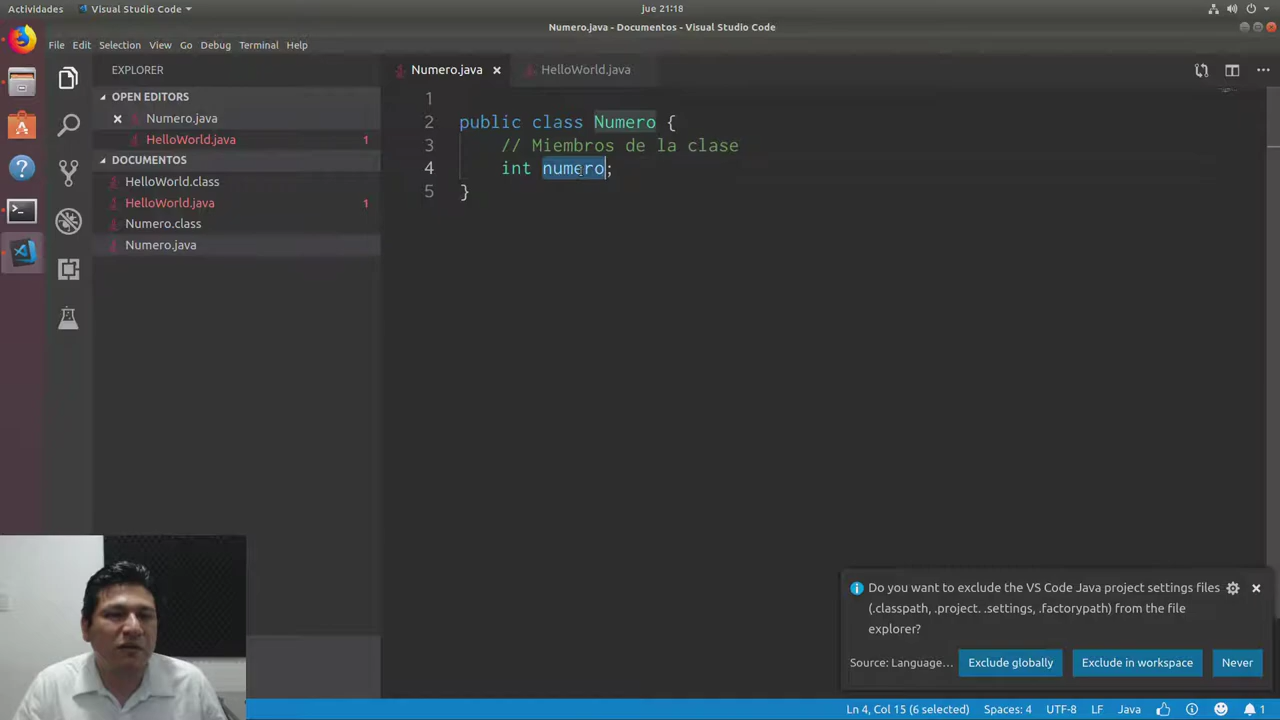 Actividades
Visual Studio Code
jue 21:18
Numero.java - Documentos - Visual Studio Code
File Edit Selection View Go Debug Terminal Help
EXPLORER
OPEN EDITORS
Numero.java
HelloWorld.java 1
DOCUMENTOS
HelloWorld.class
HelloWorld.java 1
Numero.class
Numero.java
Numero.java
HelloWorld.java
1
2 public class Numero {
3 // Miembros de la clase
4 int numero;
5 }
Do you want to exclude the VS Code Java project settings files
(.classpath, .project. .settings, .factorypath) from the file
explorer?
Source: Language...
Exclude globally
Exclude in workspace
Never
Ln 4, Col 15 (6 selected) Spaces: 4 UTF-8 LF Java 1